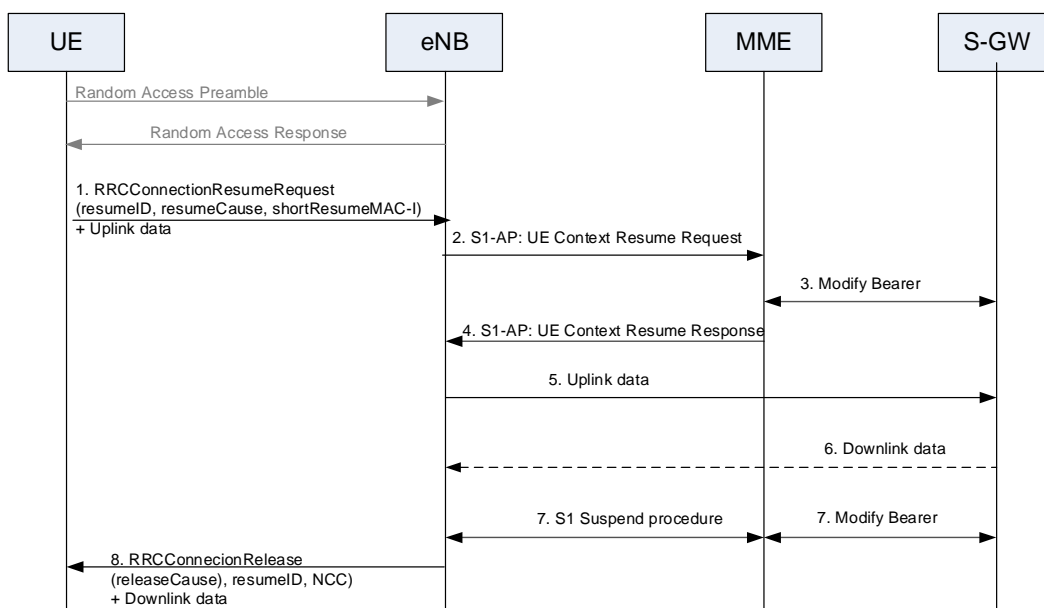 UE
eNB
MME
S-GW
Random Access Preamble
Random Access Response
1. RRCConnectionResumeRequest
(resumeID, resumeCause, shortResumeMAC-I)
+ Uplink data
2. S1-AP: UE Context Resume Request
3. Modify Bearer
4. S1-AP: UE Context Resume Response
5. Uplink data
6. Downlink data
7. S1 Suspend procedure
7. Modify Bearer
8. RRCConnecionRelease
(releaseCause), resumeID, NCC)
+ Downlink data